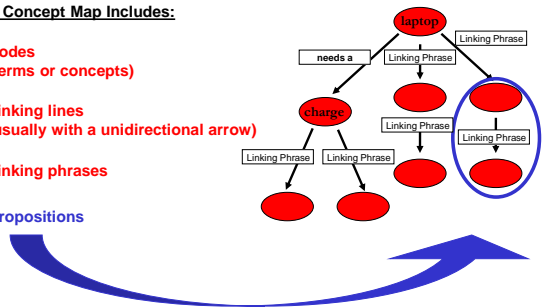 Concept Map Includes:
odes
erms or concepts)
inking lines
usually with a unidirectional arrow)
inking phrases
ropositions
laptop
Linking Phrase
needs a
Linking Phrase
charge
Linking Phrase
Linking Phrase
Linking Phrase
Linking Phrase